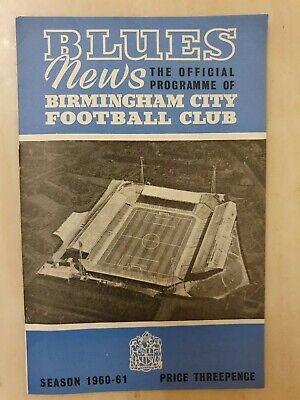 BLUES
News THE OFFICIAL
PROGRAMME OF
BIRMINGHAM CITY
FOOTBALL CLUB
SEASON 1960-61 PRICE THREEPENCE